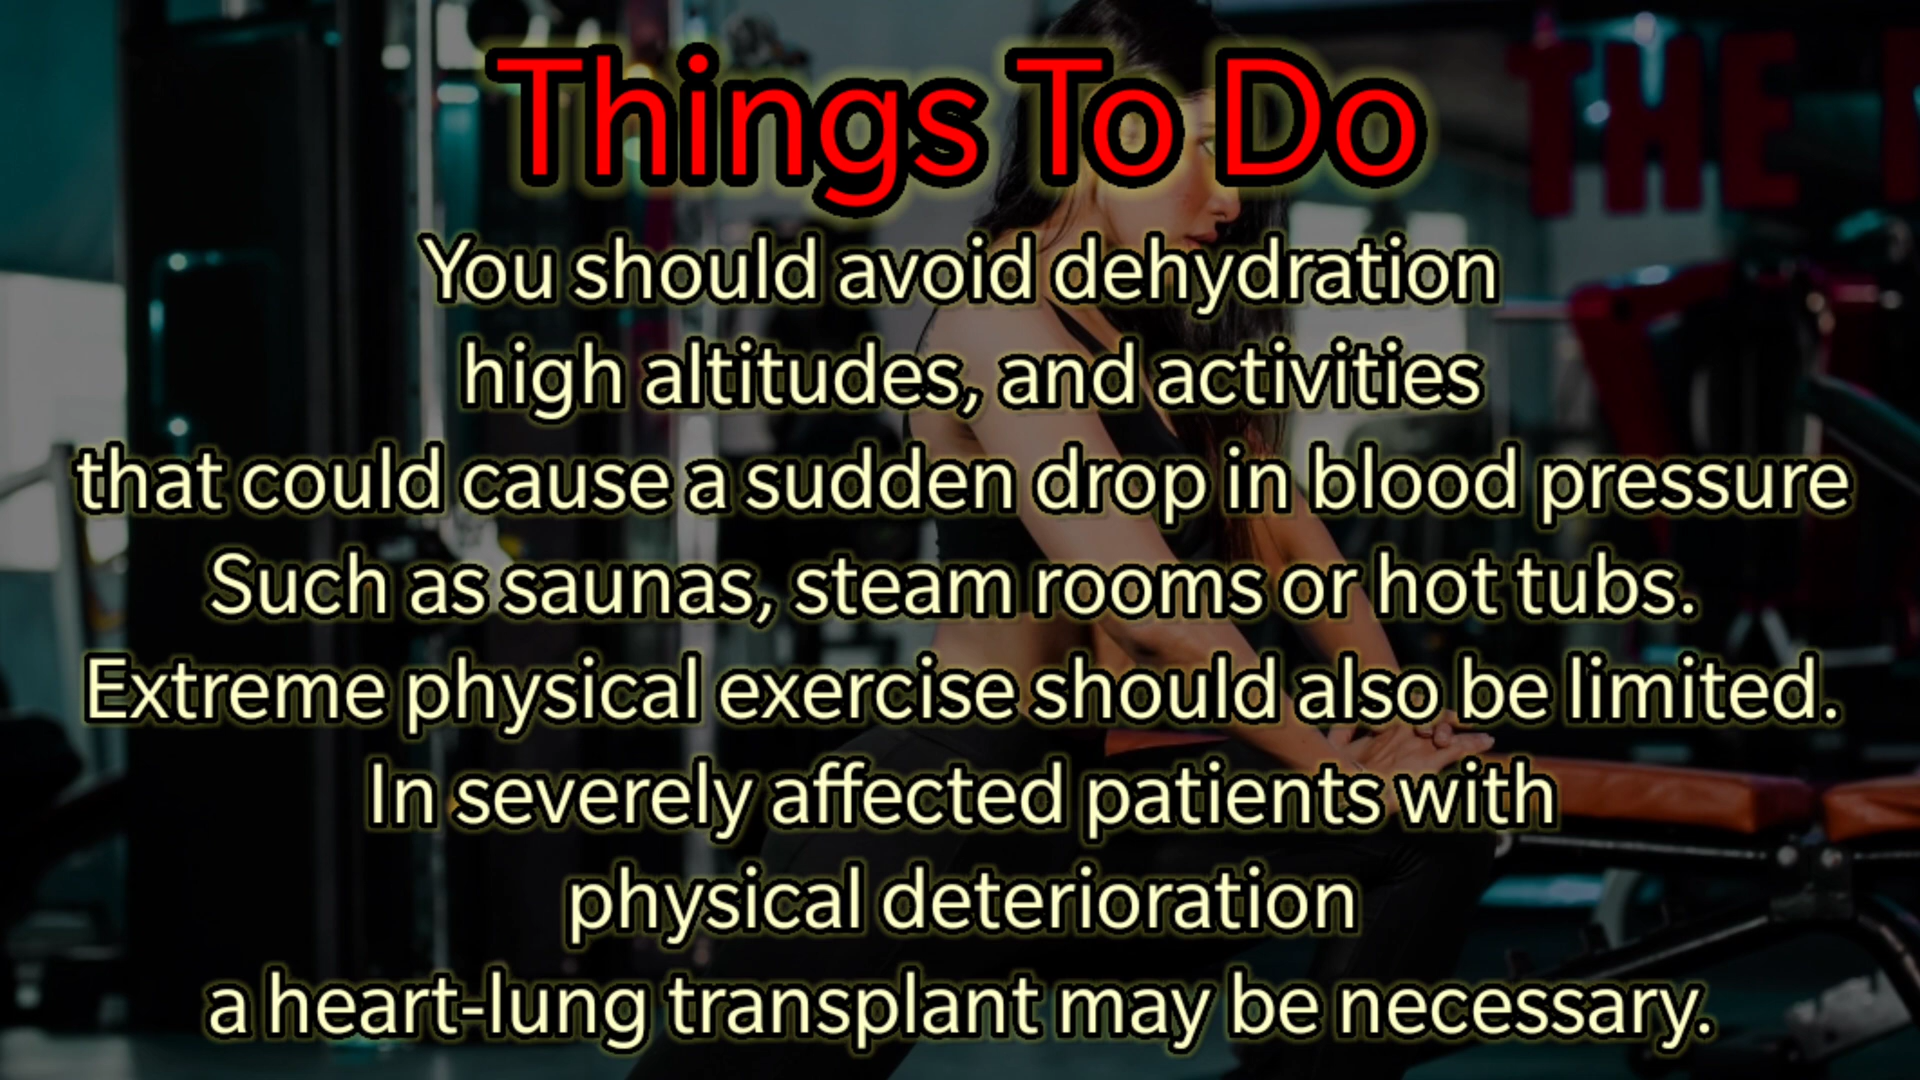 Things To Do
THE
You should avoid dehydration
high altitudes, and activities
that could cause a sudden drop in blood pressure
Such as saunas, steam rooms or hot tubs.
Extreme physical exercise should also be limited.
In severely affected patients with
physical deterioration
a heart-lung transplant may be necessary.